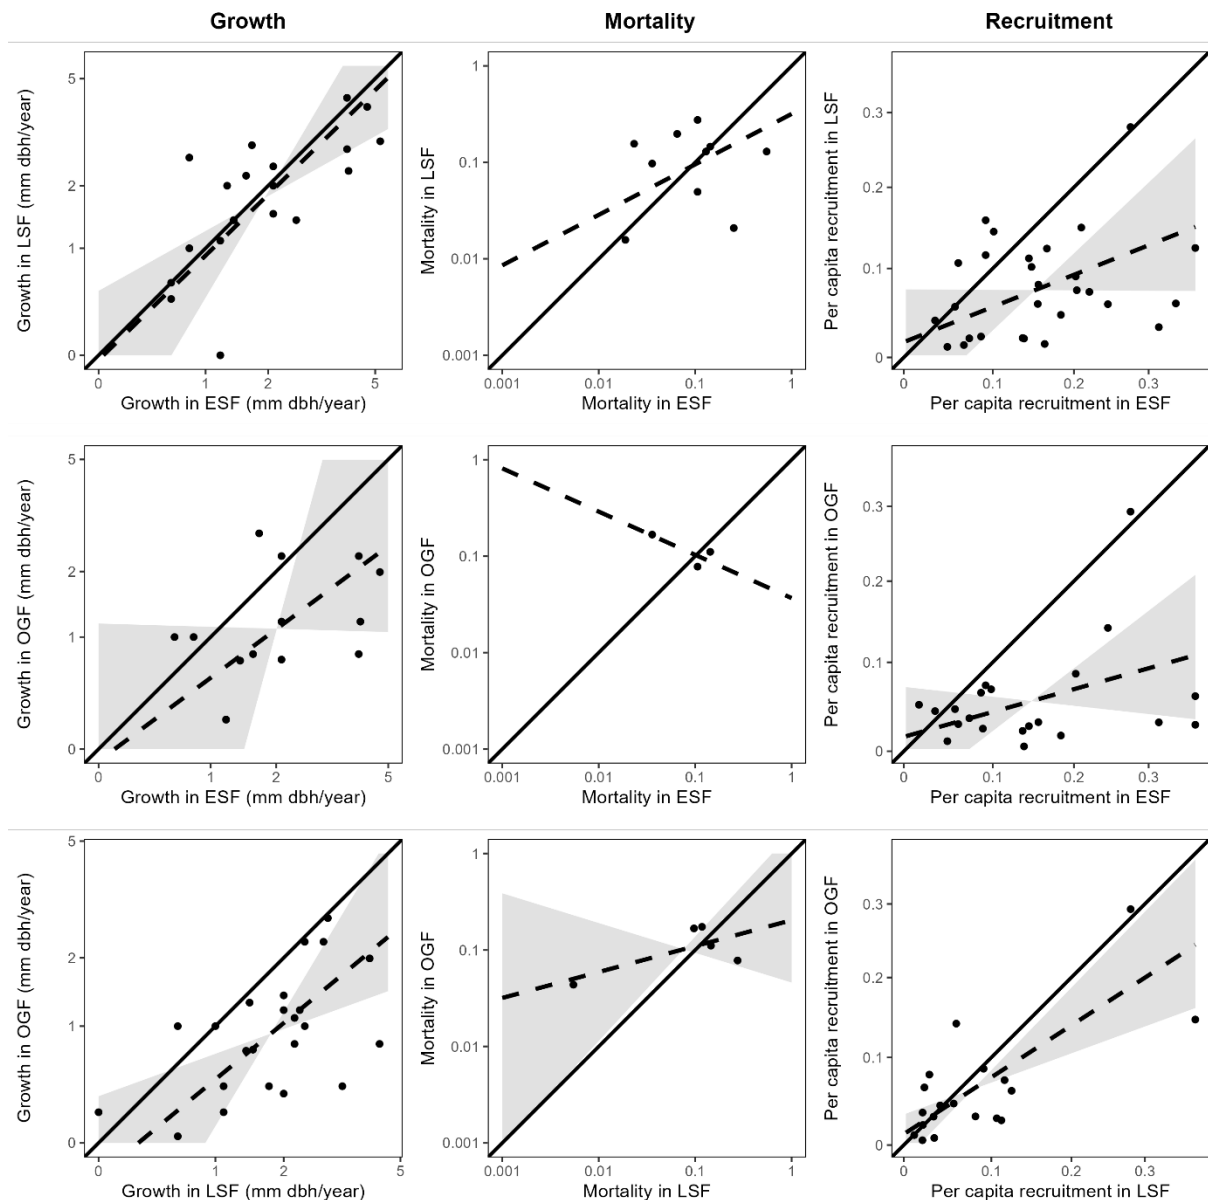 Growth Mortality Recruitment
Growth in LSF (mm dbh/year)
5
2
1
0
0 1 2 5
Growth in ESF (mm dbh/year)
Mortality in LSF
1
0.1
0.01
0.001
0.001 0.01 0.1 1
Mortality in ESF
Per capita recruitment in LSF
0.3
0.2
0.1
0
0 0.1 0.2 0.3
Per capita recruitment in ESF
Growth in OGF (mm dbh/year)
5
2
1
0
0 1 2 5
Growth in ESF (mm dbh/year)
Mortality in OGF
1
0.1
0.01
0.001
0.001 0.01 0.1 1
Mortality in ESF
Per capita recruitment in OGF
0.3
0.2
0.1
0
0 0.1 0.2 0.3
Per capita recruitment in ESF
Growth in OGF (mm dbh/year)
5
2
1
0
0 1 2 5
Growth in LSF (mm dbh/year)
Mortality in OGF
1
0.1
0.01
0.001
0.001 0.01 0.1 1
Mortality in LSF
Per capita recruitment in OGF
0.3
0.2
0.1
0
0 0.1 0.2 0.3
Per capita recruitment in LSF